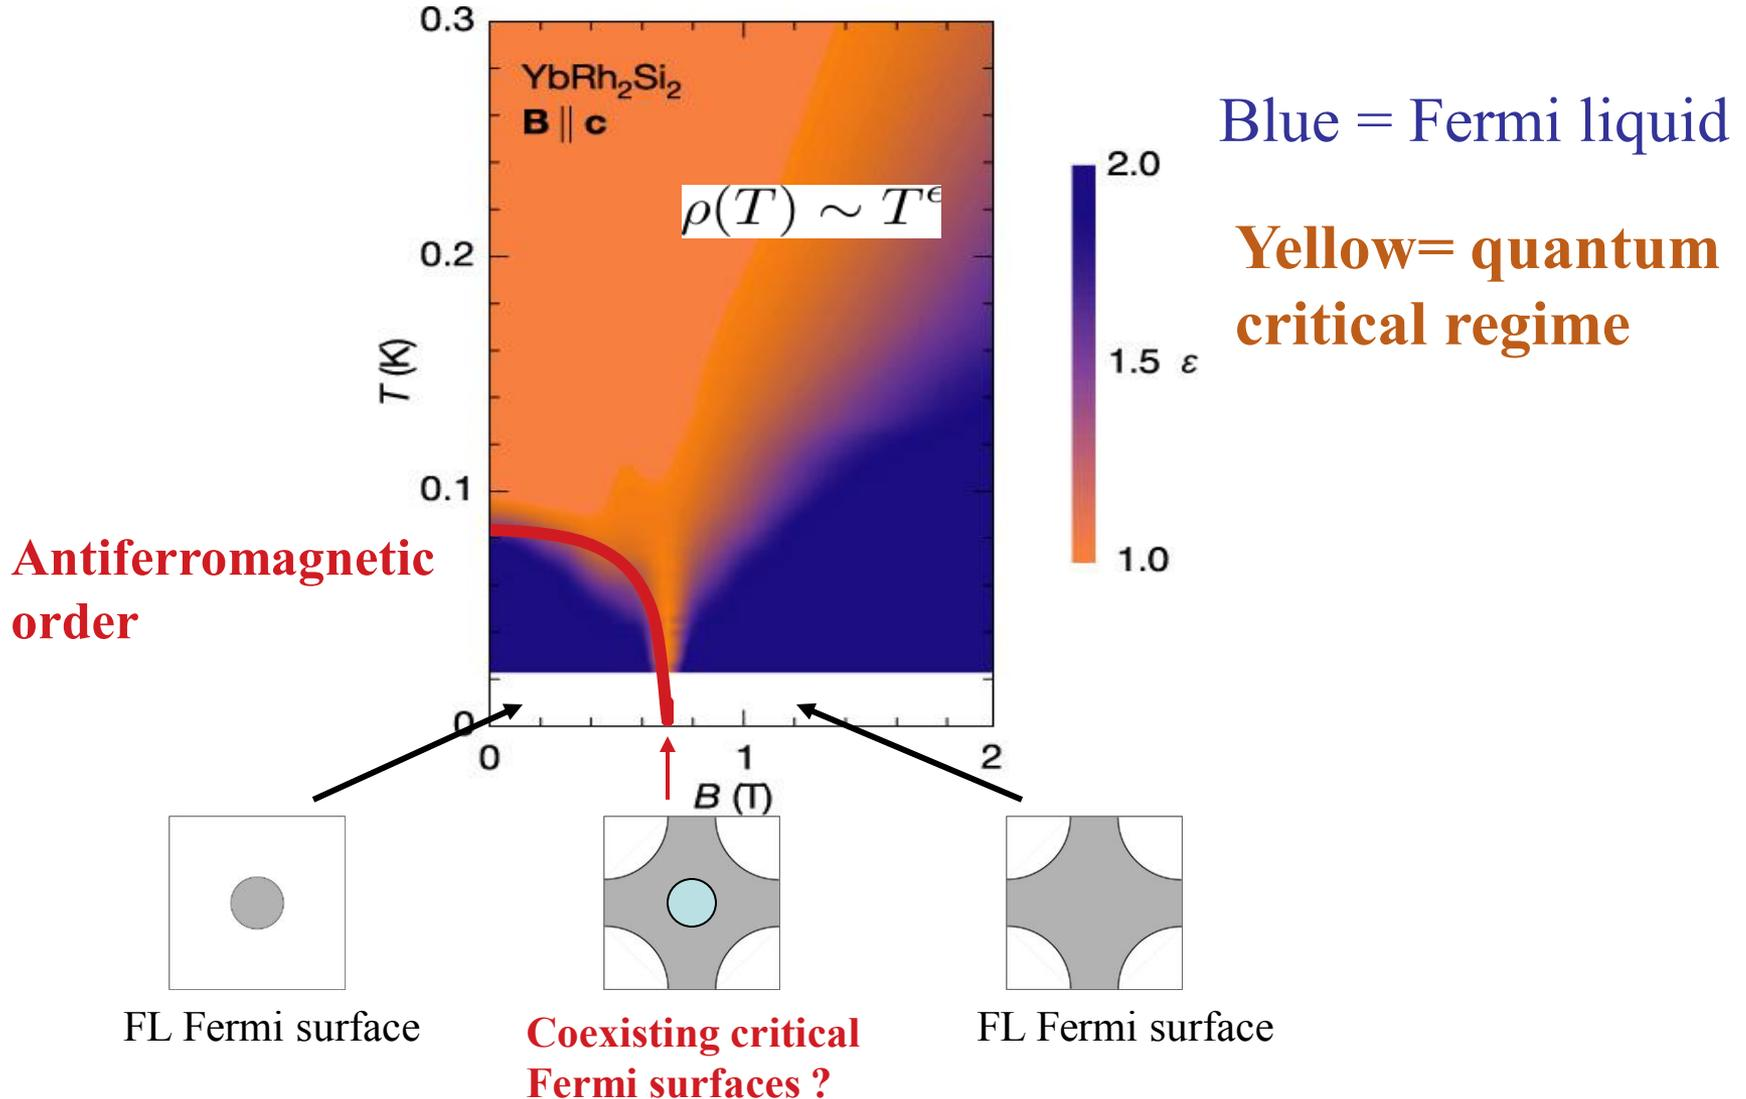 0.3
YbRh₂Si₂
B || c
Blue = Fermi liquid
2.0
ρ(T) ~ T^ϵ
Yellow= quantum
critical regime
0.2
T (K)
1.5 ε
0.1
1.0
Antiferromagnetic
order
0
0 1 2
B (T)
FL Fermi surface
Coexisting critical
Fermi surfaces ?
FL Fermi surface